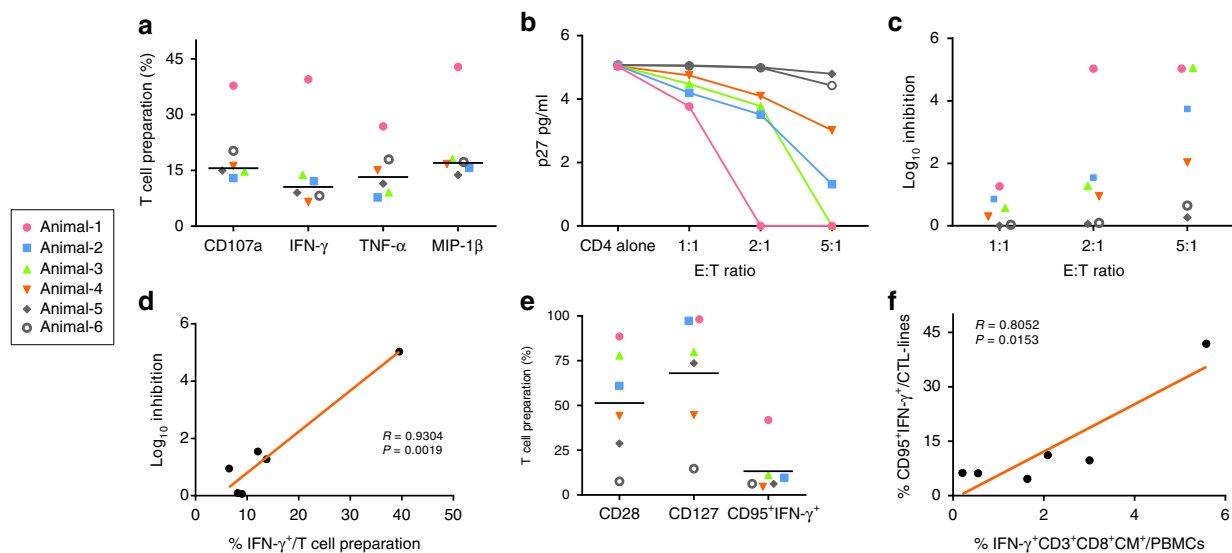 a
T cell preparation (%)
45
30
15
0
CD107a IFN-γ TNF-α MIP-1β
b
p27 pg/ml
6
4
2
0
CD4 alone 1:1 2:1 5:1
E:T ratio
c
Log10 inhibition
6
4
2
0
1:1 2:1 5:1
E:T ratio
Animal-1
Animal-2
Animal-3
Animal-4
Animal-5
Animal-6
d
Log10 inhibition
6
4
2
0
R = 0.9304
P = 0.0019
0 10 20 30 40 50
% IFN-γ+/T cell preparation
e
T cell preparation (%)
100
75
50
25
0
CD28 CD127 CD95+IFN-γ+
f
% CD95+IFN-γ+/CTL-lines
R = 0.8052
P = 0.0153
45
30
15
0
0 2 4 6
% IFN-γ+CD3+CD8+CM+/PBMCs